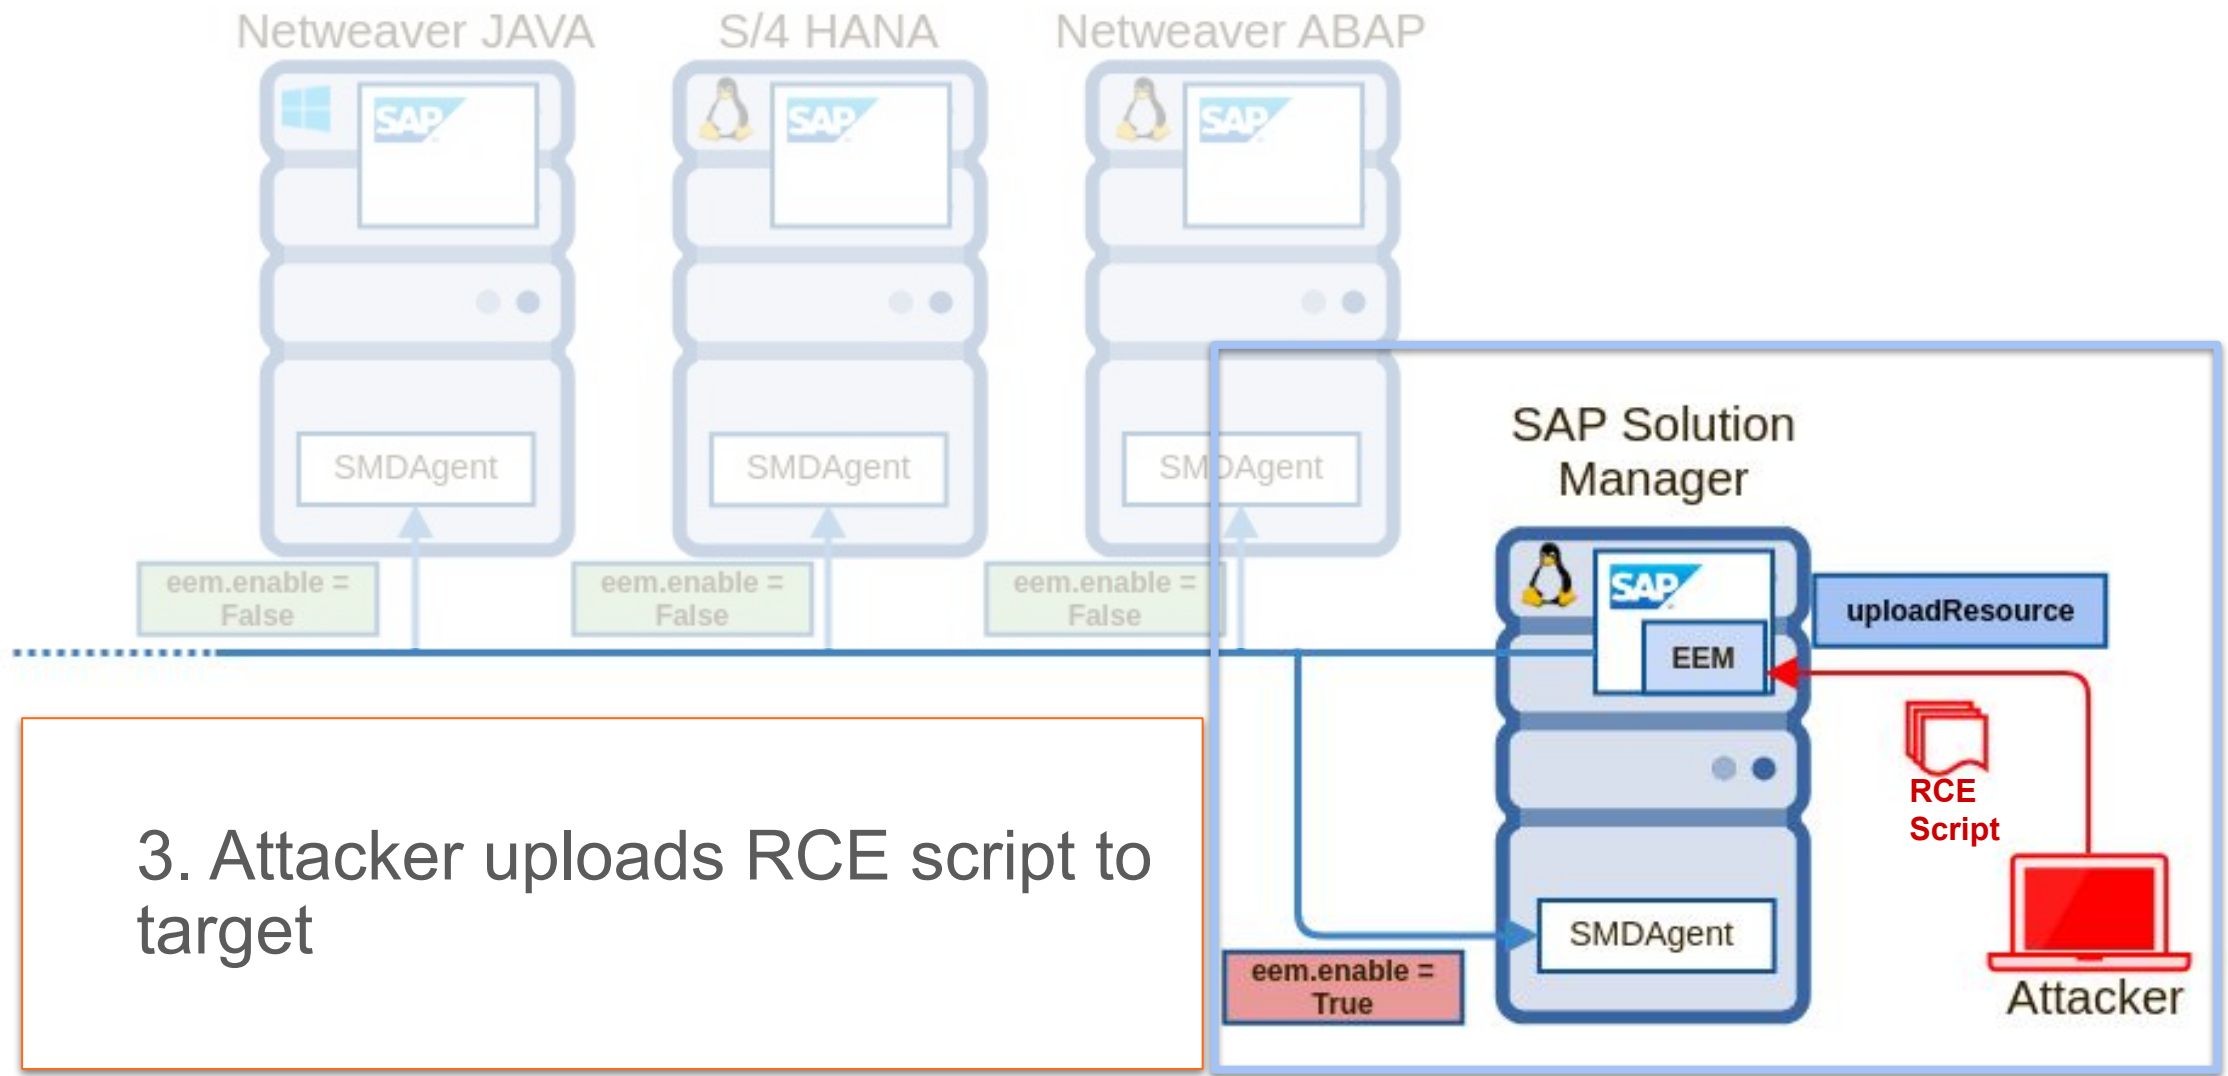 Netweaver JAVA
S/4 HANA
Netweaver ABAP
SAP
SAP
SAP
SMDAgent
SMDAgent
SMDAgent
eem.enable =
False
eem.enable =
False
eem.enable =
False
SAP Solution
Manager
SAP
EEM
uploadResource
RCE
Script
SMDAgent
eem.enable =
True
Attacker
3. Attacker uploads RCE script to
target